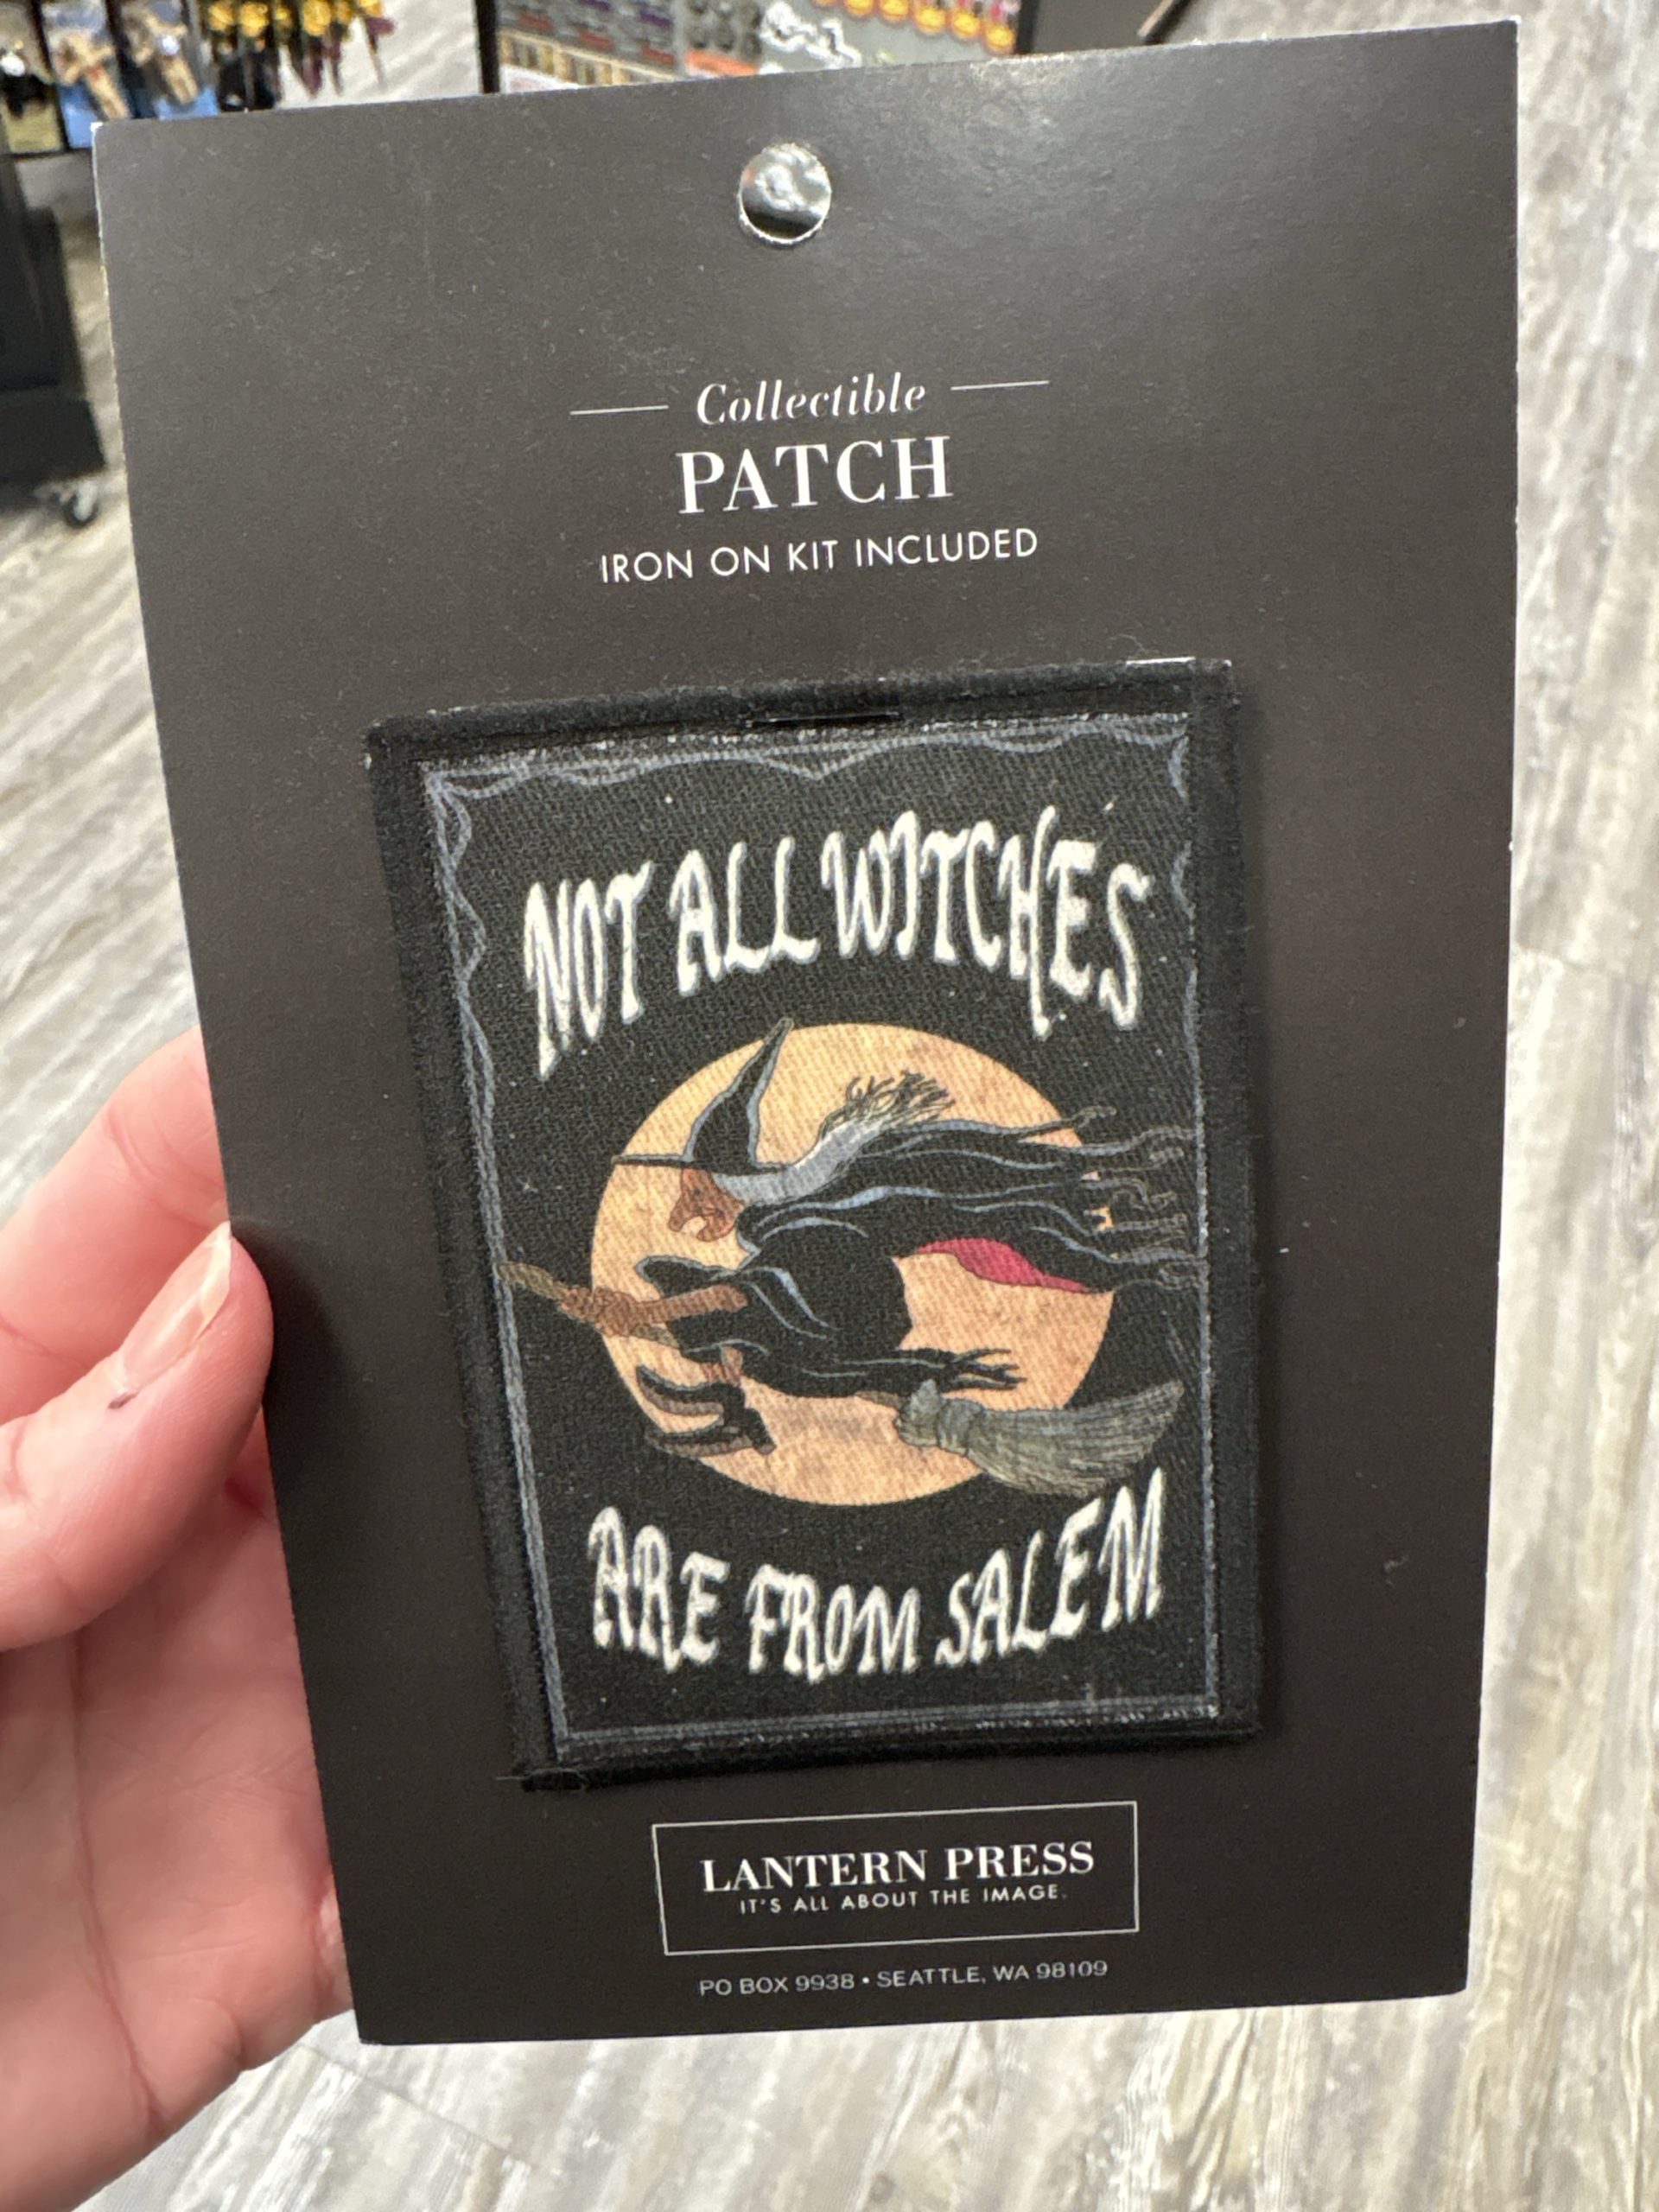 Collectible
PATCH
IRON ON KIT INCLUDED
NOT ALL WITCHES
ARE FROM SALEM
LANTERN PRESS
IT'S ALL ABOUT THE IMAGE.
PO BOX 9938 • SEATTLE, WA 98109